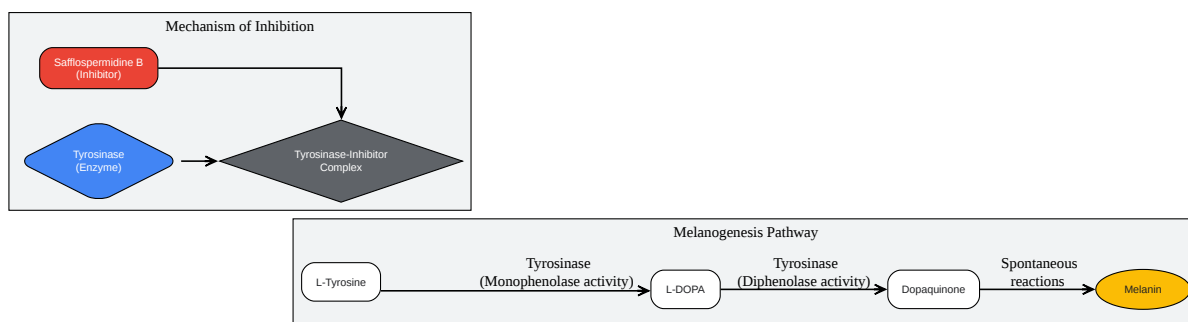 Mechanism of Inhibition
Safflospermidine B
(Inhibitor)
Tyrosinase
(Enzyme)
Tyrosinase-Inhibitor
Complex
Melanogenesis Pathway
L-Tyrosine
Tyrosinase
(Monophenolase activity)
L-DOPA
Tyrosinase
(Diphenolase activity)
Dopaquinone
Spontaneous
reactions
Melanin